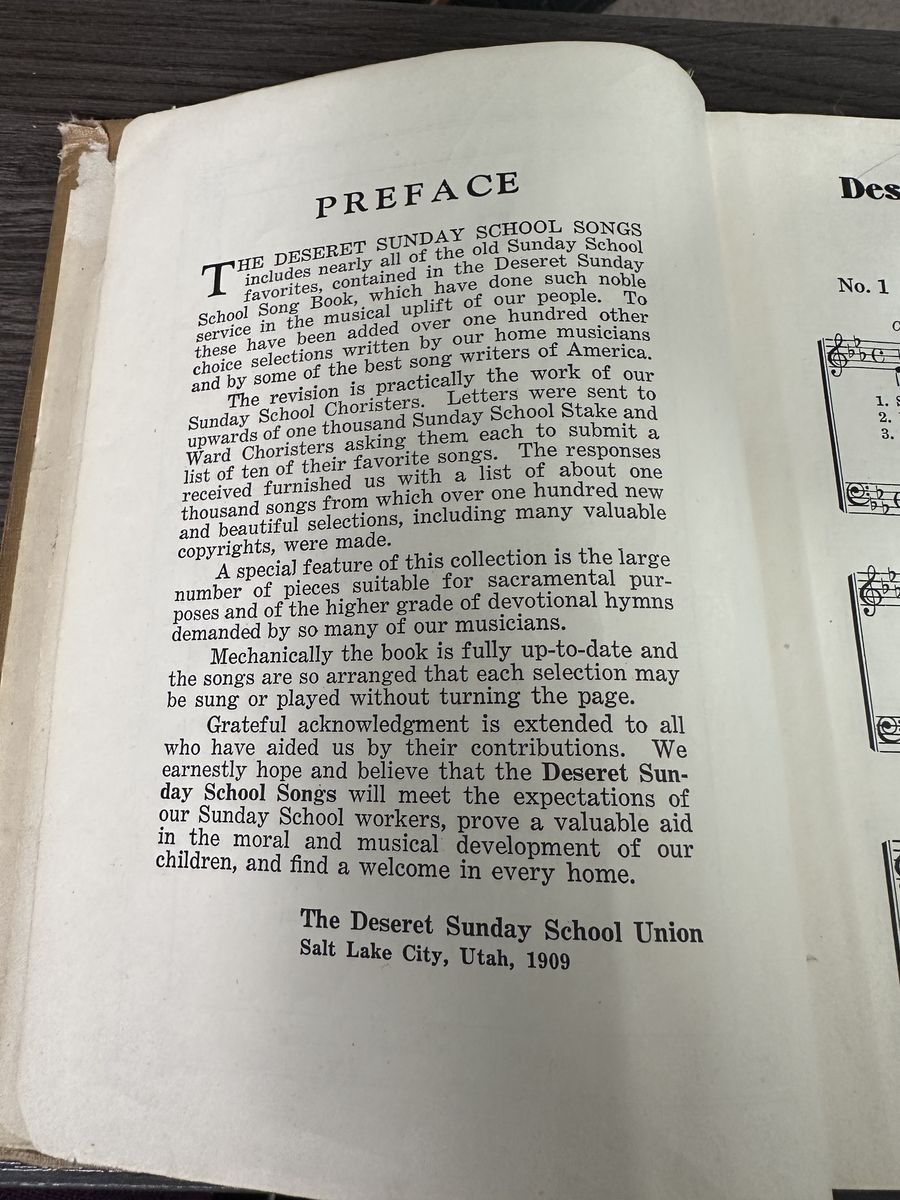 PREFACE
THE DESERET SUNDAY SCHOOL SONGS
includes nearly all of the old Sunday School
favorites, contained in the Deseret Sunday
School Song Book, which have done such noble
service in the musical uplift of our people. To
these have been added over one hundred other
choice selections written by our home musicians
and by some of the best song writers of America.
The revision is practically the work of our
Sunday School Choristers. Letters were sent to
upwards of one thousand Sunday School Stake and
Ward Choristers asking them each to submit a
list of ten of their favorite songs. The responses
received furnished us with a list of about one
thousand songs from which over one hundred new
and beautiful selections, including many valuable
copyrights, were made.
A special feature of this collection is the large
number of pieces suitable for sacramental pur-
poses and of the higher grade of devotional hymns
demanded by so many of our musicians.
Mechanically the book is fully up-to-date and
the songs are so arranged that each selection may
be sung or played without turning the page.
Grateful acknowledgment is extended to all
who have aided us by their contributions. We
earnestly hope and believe that the Deseret Sun-
day School Songs will meet the expectations of
our Sunday School workers, prove a valuable aid
in the moral and musical development of our
children, and find a welcome in every home.
The Deseret Sunday School Union
Salt Lake City, Utah, 1909
Des
No. 1
1.
2.
3.